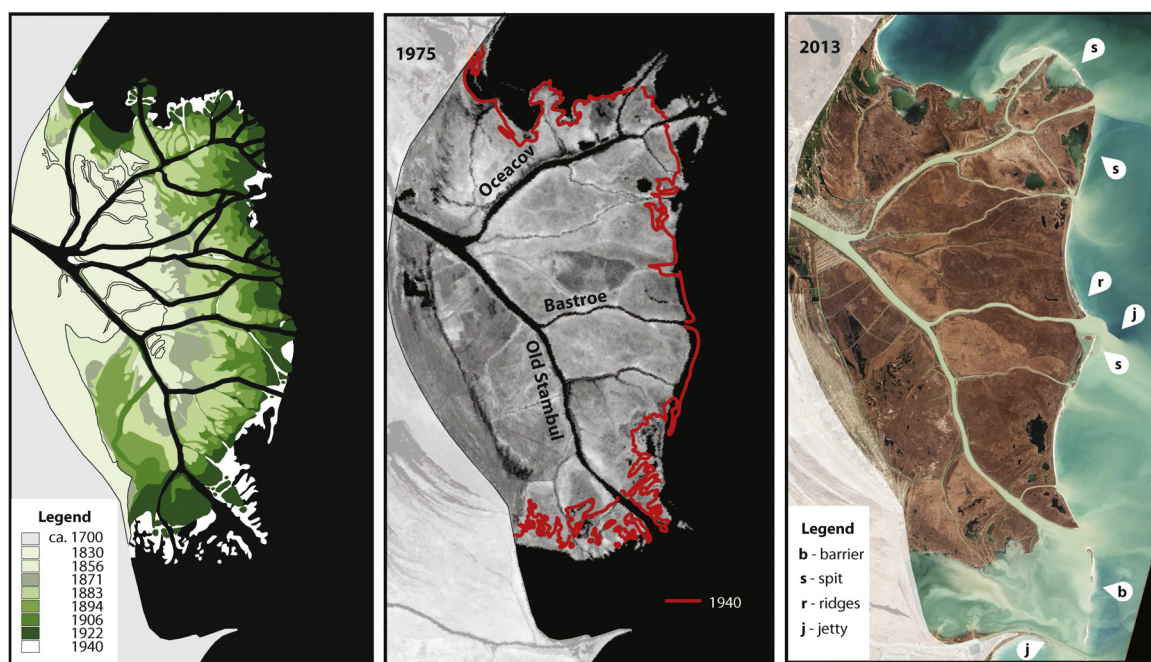 Legend
ca. 1700
1830
1856
1871
1883
1894
1906
1922
1940
1975
Oceacov
Bastroe
Old Stambul
1940
2013
s
s
r
j
s
b
j
Legend
b - barrier
s - spit
r - ridges
j - jetty